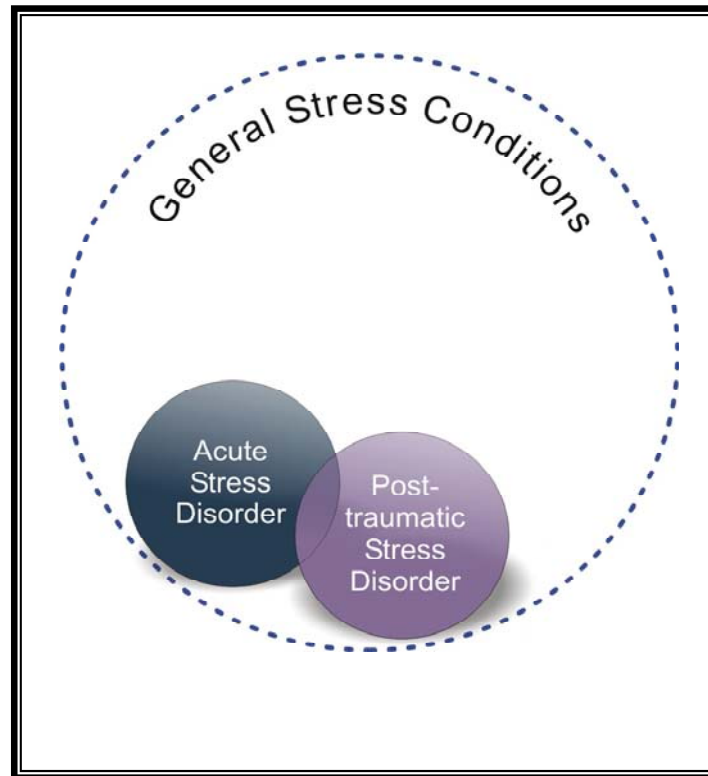 General Stress Conditions
Acute
Stress
Disorder
Post-
traumatic
Stress
Disorder